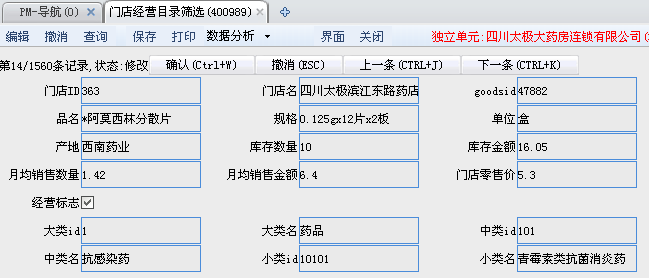 PM-导航(0) 门店经营目录筛选(400989)
编辑 撤消 查询 保存 打印 数据分析 界面 关闭 独立单元:四川太极大药房连锁有限公司
第14/1560条记录,状态:修改 确认(Ctrl+W) 撤消(ESC) 上一条(CTRL+J) 下一条(CTRL+K)
门店ID 363 门店名 四川太极滨江东路药店 goodsid 47882
品名 *阿莫西林分散片 规格 0.125gx12片x2板 单位 盒
产地 西南药业 库存数量 10 库存金额 16.05
月均销售数量 1.42 月均销售金额 6.4 门店零售价 5.3
经营标志
大类id 1 大类名 药品 中类id 101
中类名 抗感染药 小类id 10101 小类名 青霉素类抗菌消炎药